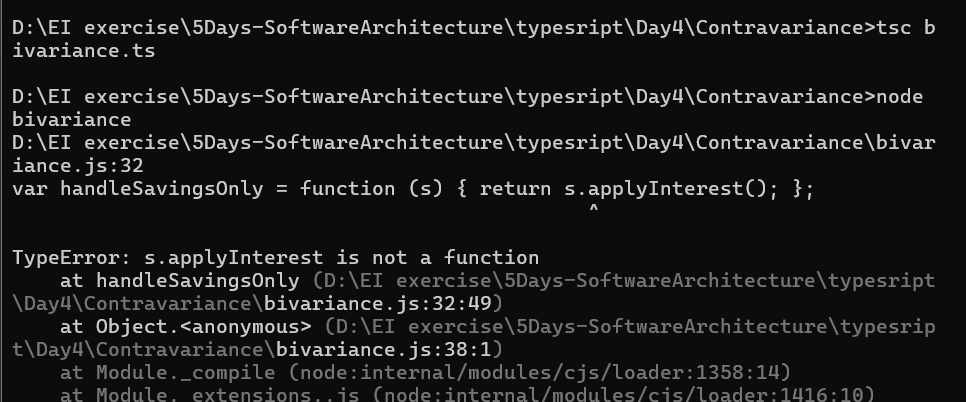 D:\EI exercise\5Days-SoftwareArchitecture\typesript\Day4\Contravariance>tsc b
ivariance.ts
D:\EI exercise\5Days-SoftwareArchitecture\typesript\Day4\Contravariance>node
bivariance
D:\EI exercise\5Days-SoftwareArchitecture\typesript\Day4\Contravariance\bivar
iance.js:32
var handleSavingsOnly = function (s) { return s.applyInterest(); };
                                                ^
TypeError: s.applyInterest is not a function
    at handleSavingsOnly (D:\EI exercise\5Days-SoftwareArchitecture\typesript
\Day4\Contravariance\bivariance.js:32:49)
    at Object.<anonymous> (D:\EI exercise\5Days-SoftwareArchitecture\typesrip
t\Day4\Contravariance\bivariance.js:38:1)
    at Module._compile (node:internal/modules/cjs/loader:1358:14)
    at Module._extensions..js (node:internal/modules/cjs/loader:1416:10)